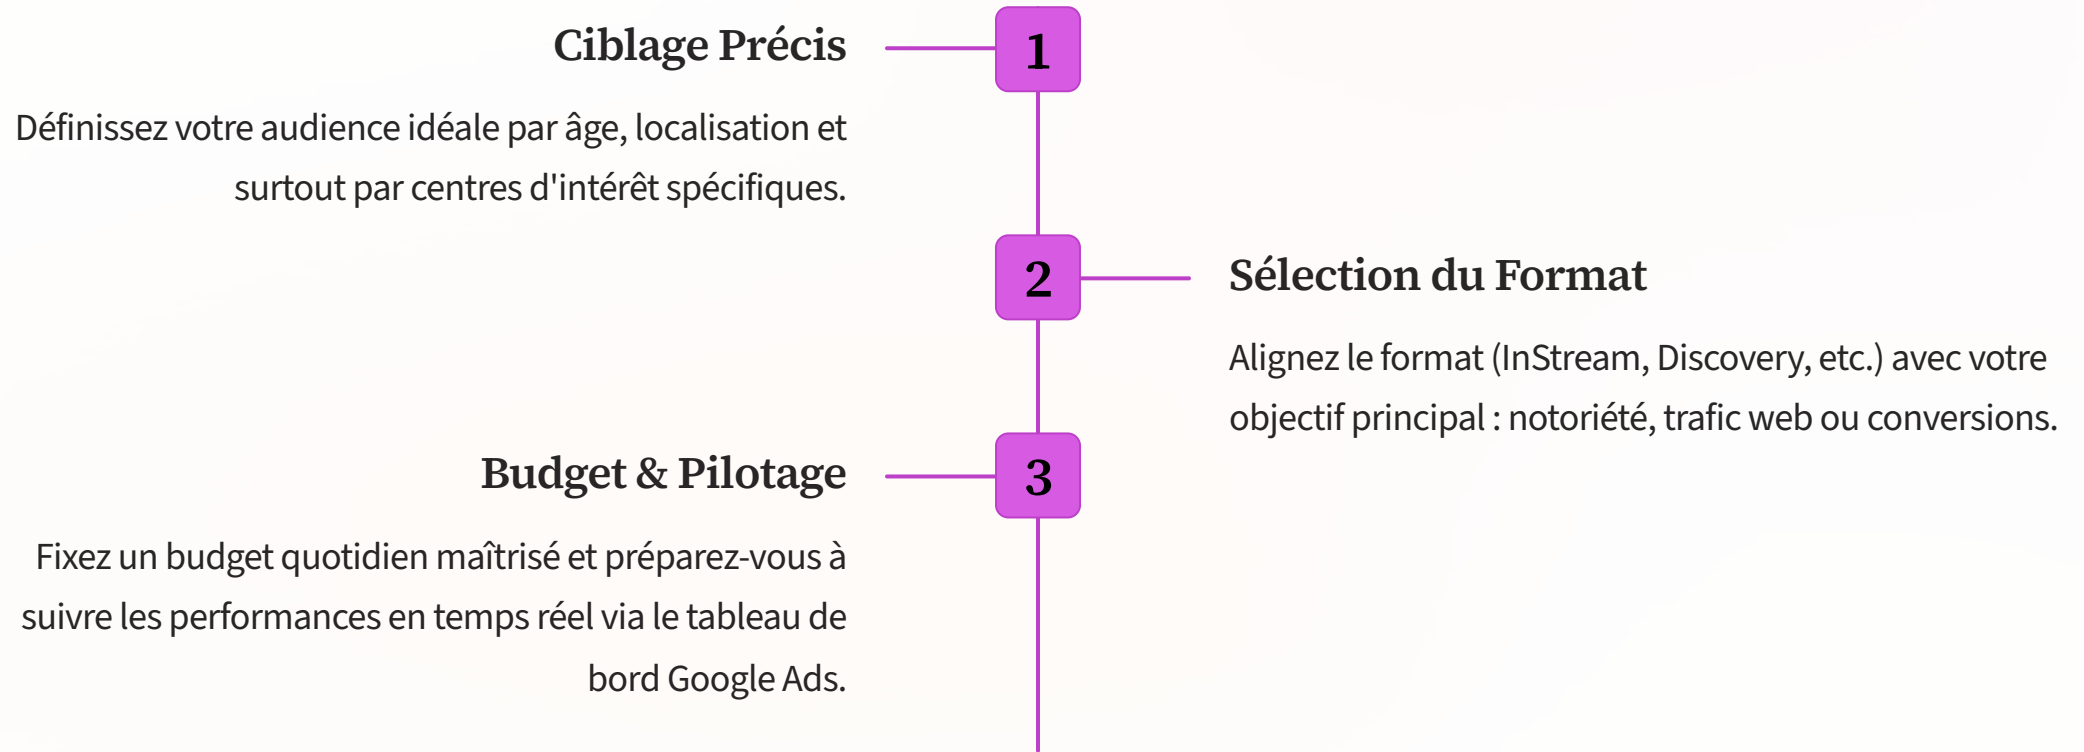 Ciblage Précis
1
Définissez votre audience idéale par âge, localisation et
surtout par centres d'intérêt spécifiques.
2
Sélection du Format
Alignez le format (InStream, Discovery, etc.) avec votre
objectif principal : notoriété, trafic web ou conversions.
Budget & Pilotage
3
Fixez un budget quotidien maîtrisé et préparez-vous à
suivre les performances en temps réel via le tableau de
bord Google Ads.